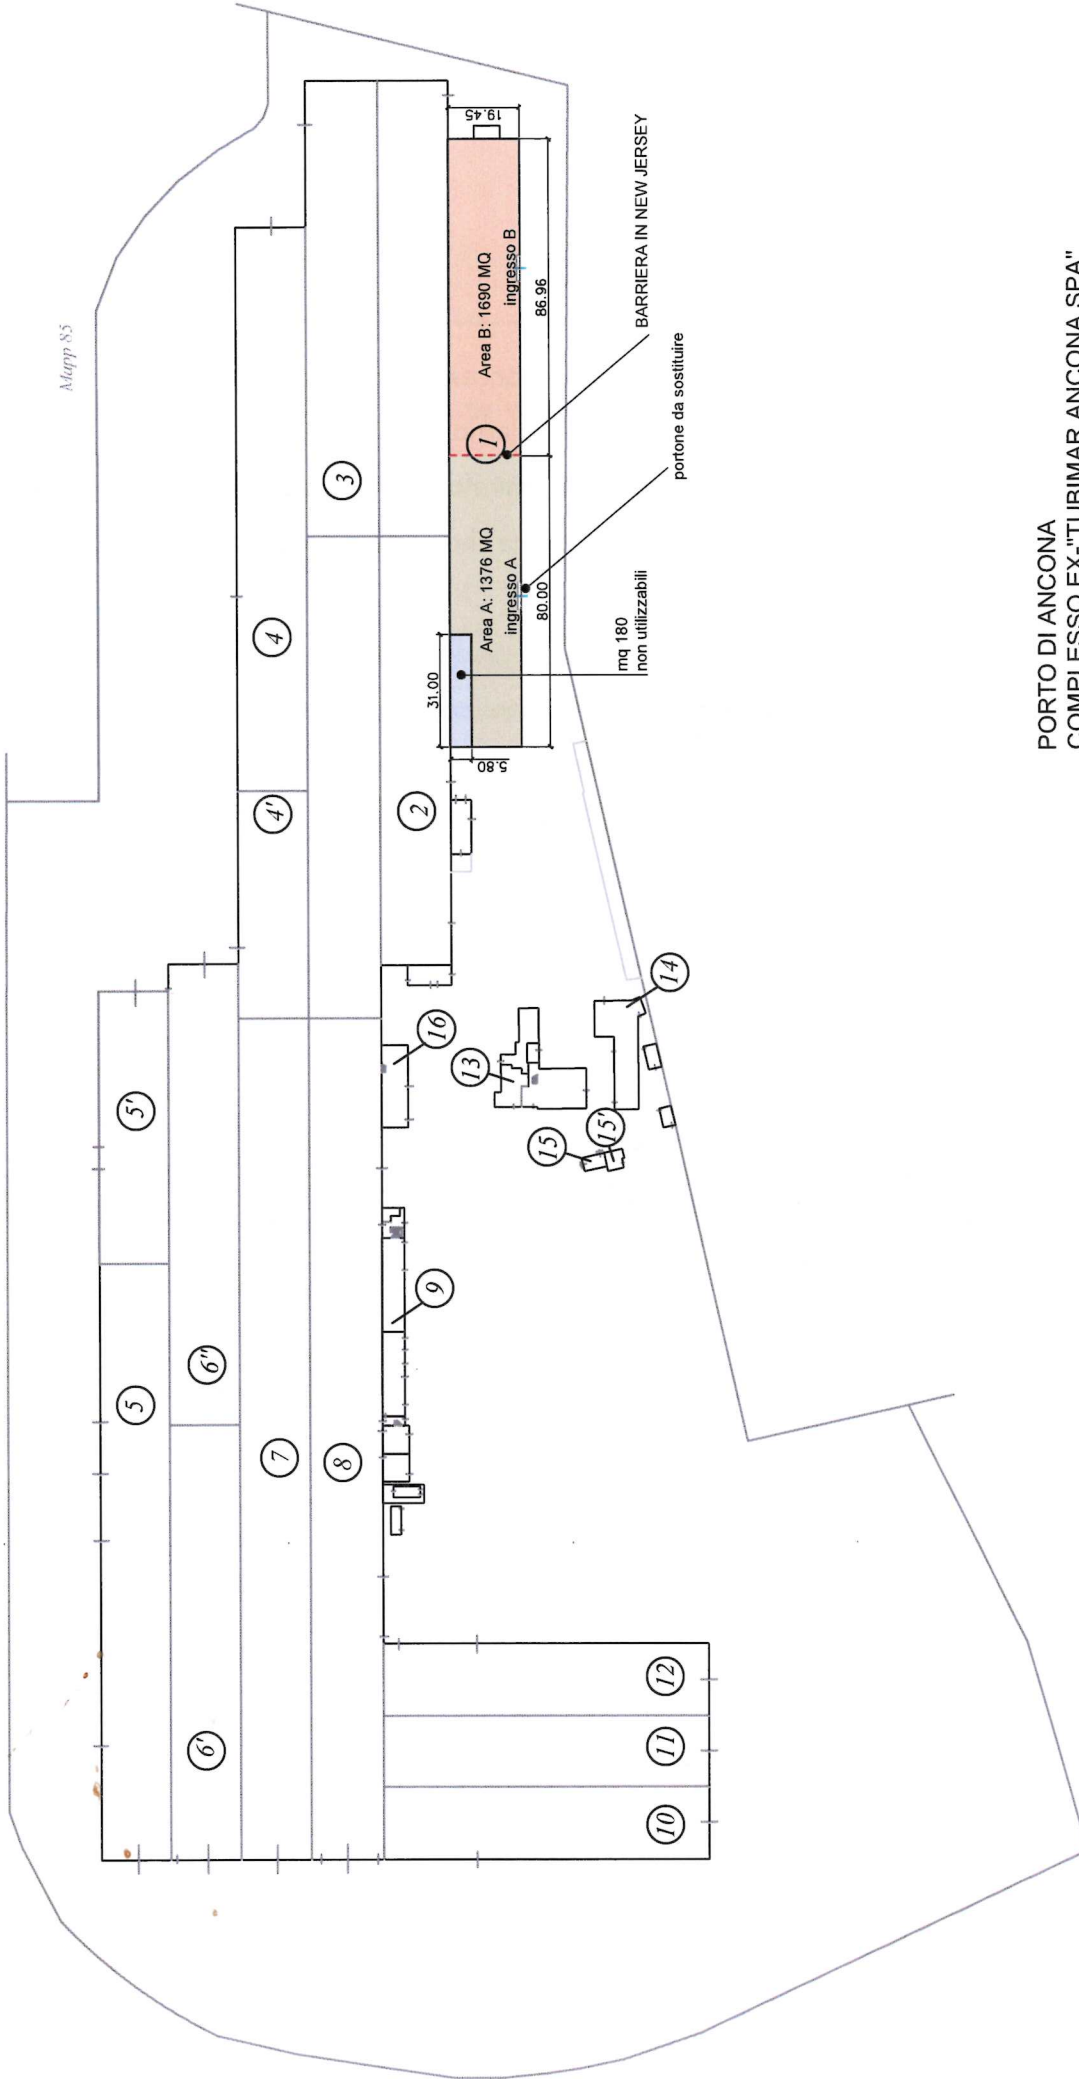 Mapp 85
19.45
BARRIERA IN NEW JERSEY
Area B: 1690 MQ
ingresso B
86.96
1
portone da sostituire
3
Area A: 1376 MQ
ingresso A
80.00
4
31.00
mq 180
non utilizzabili
5.80
4'
2
14
16
13
5'
15
15'
9
6''
5
7
8
12
6'
11
10
PORTO DI ANCONA
COMPLESSO EX-"TUBIMAR ANCONA SPA"